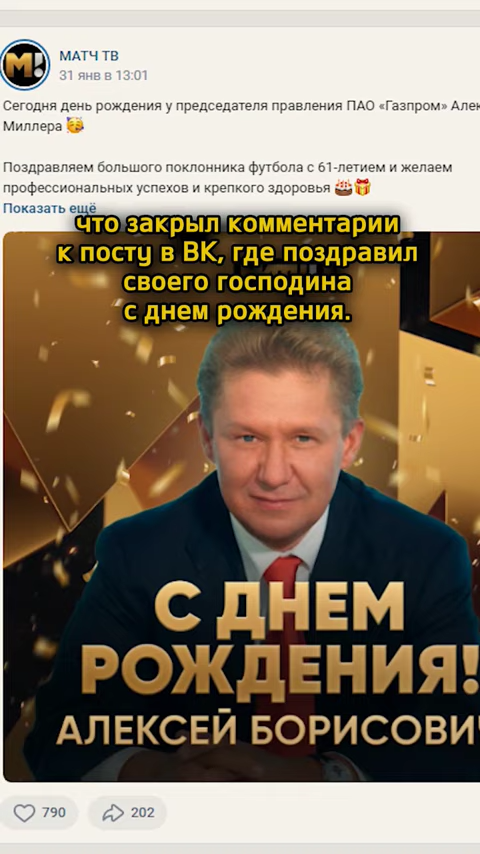 М!
МАТЧ ТВ
31 янв в 13:01
Сегодня день рождения у председателя правления ПАО «Газпром» Алек
Миллера 🥳
Поздравляем большого поклонника футбола с 61-летием и желаем
профессиональных успехов и крепкого здоровья 🎂🎁
Показать ещё
что закрыл комментарии
к посту в ВК, где поздравил
своего господина
с днем рождения.
С ДНЕМ
РОЖДЕНИЯ!
АЛЕКСЕЙ БОРИСОВИ
790
202